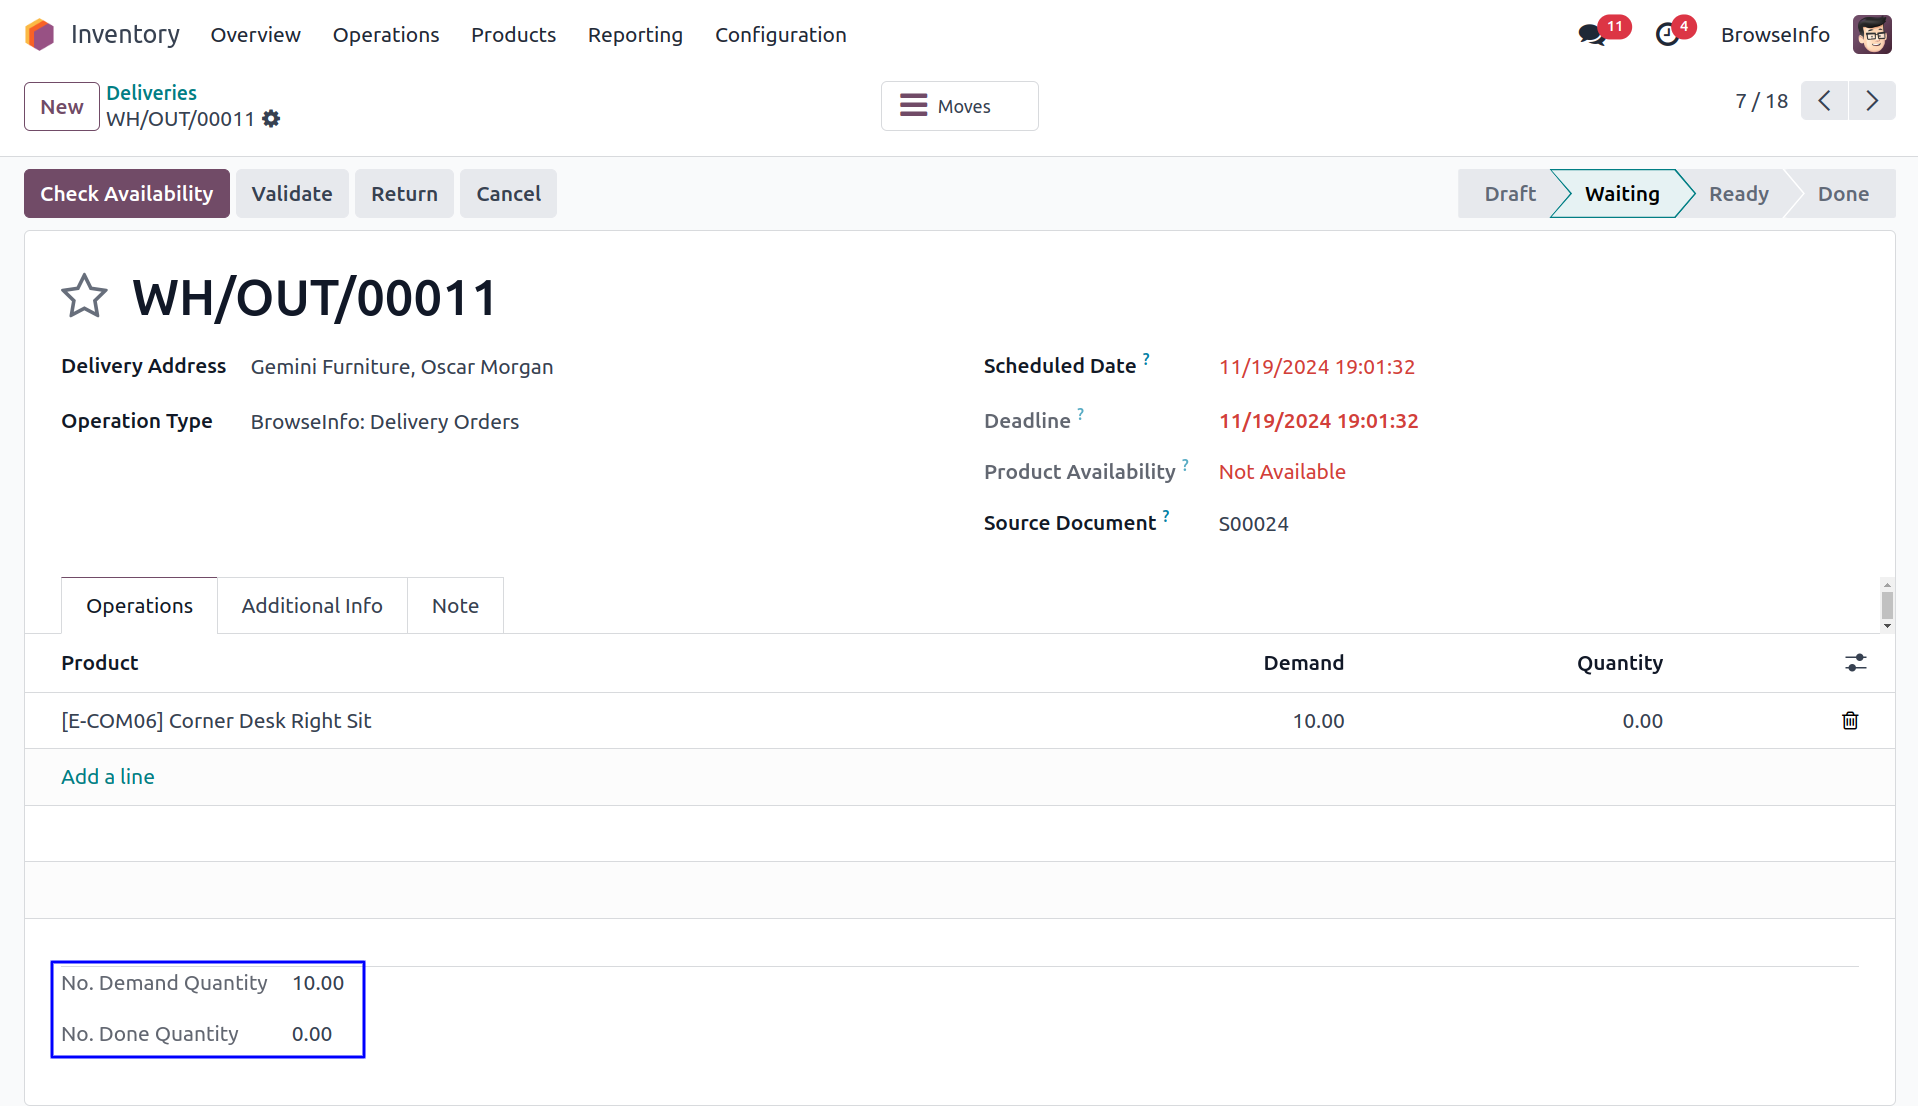 Inventory Overview Operations Products Reporting Configuration 11 4 BrowseInfo
New Deliveries
WH/OUT/00011
Moves
7 / 18
Check Availability Validate Return Cancel Draft Waiting Ready Done
WH/OUT/00011
Delivery Address Gemini Furniture, Oscar Morgan Scheduled Date ? 11/19/2024 19:01:32
Operation Type BrowseInfo: Delivery Orders Deadline ? 11/19/2024 19:01:32
Product Availability ? Not Available
Source Document ? S00024
Operations Additional Info Note
Product Demand Quantity
[E-COM06] Corner Desk Right Sit 10.00 0.00
Add a line
No. Demand Quantity 10.00
No. Done Quantity 0.00